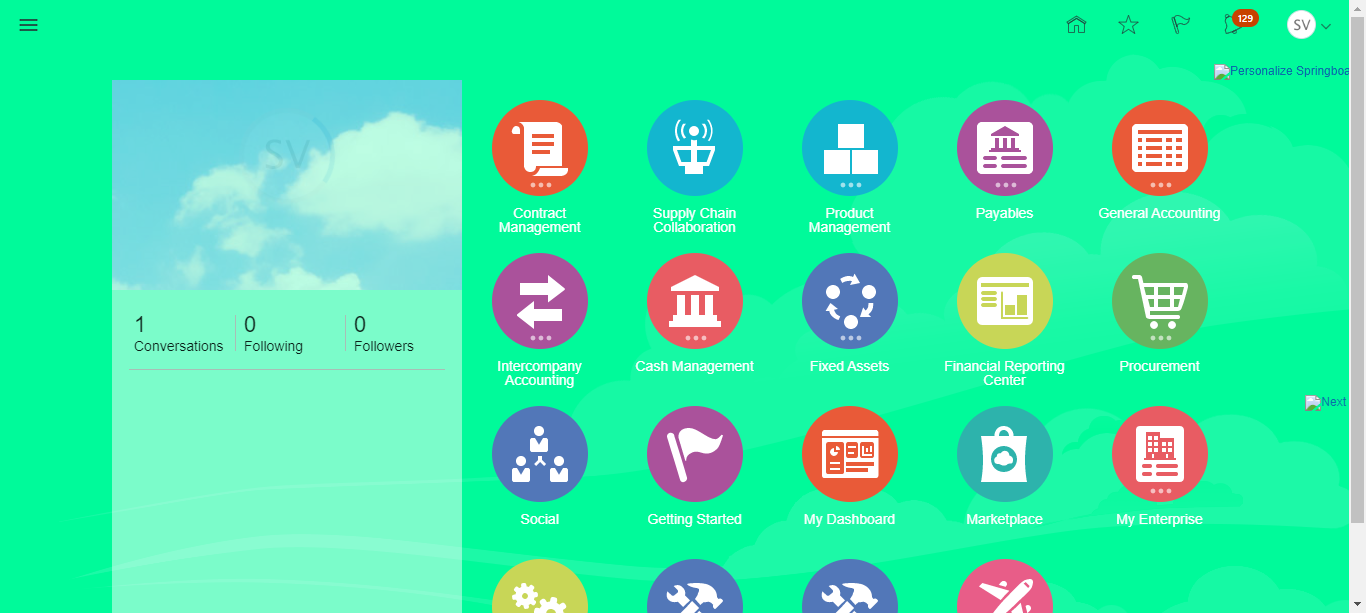 129
SV
Personalize Springboa
SV
1
Conversations
0
Following
0
Followers
Contract
Management
Supply Chain
Collaboration
Product
Management
Payables
General Accounting
Intercompany
Accounting
Cash Management
Fixed Assets
Financial Reporting
Center
Procurement
Next
Social
Getting Started
My Dashboard
Marketplace
My Enterprise